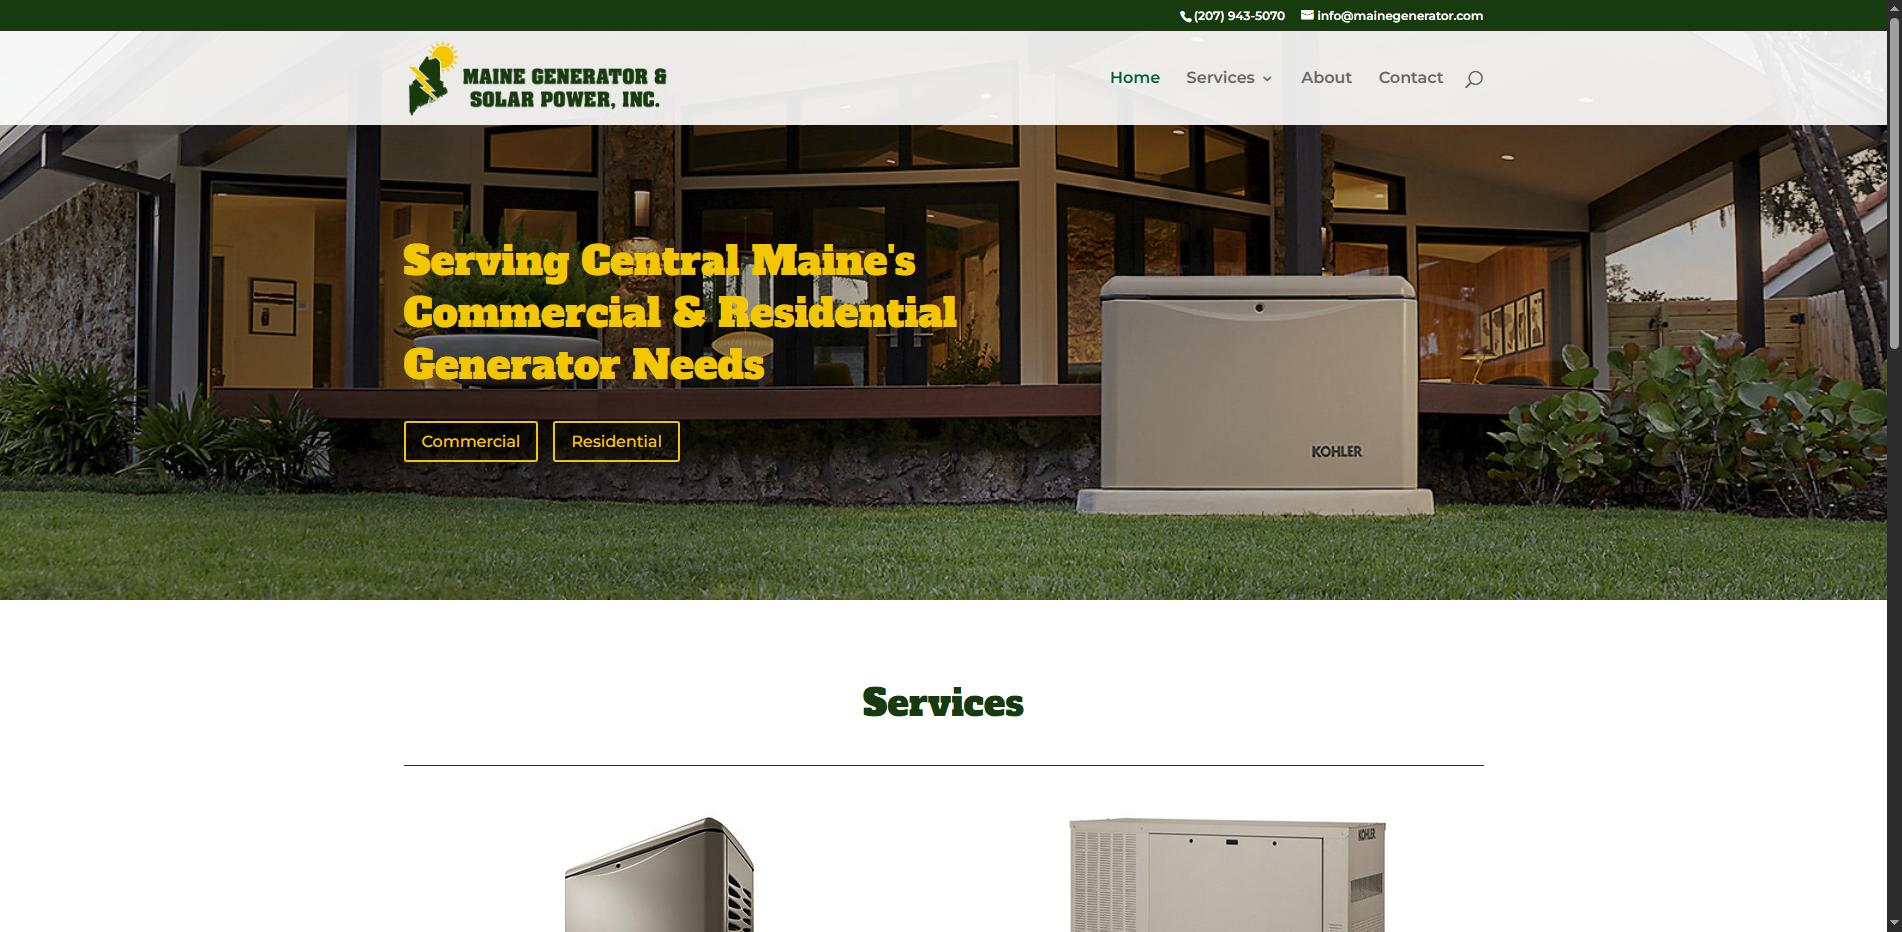 (207) 943-5070 info@mainegenerator.com
MAINE GENERATOR &
SOLAR POWER, INC.
Home Services About Contact
Serving Central Maine's
Commercial & Residential
Generator Needs
Commercial Residential
KOHLER
Services
KOHLER